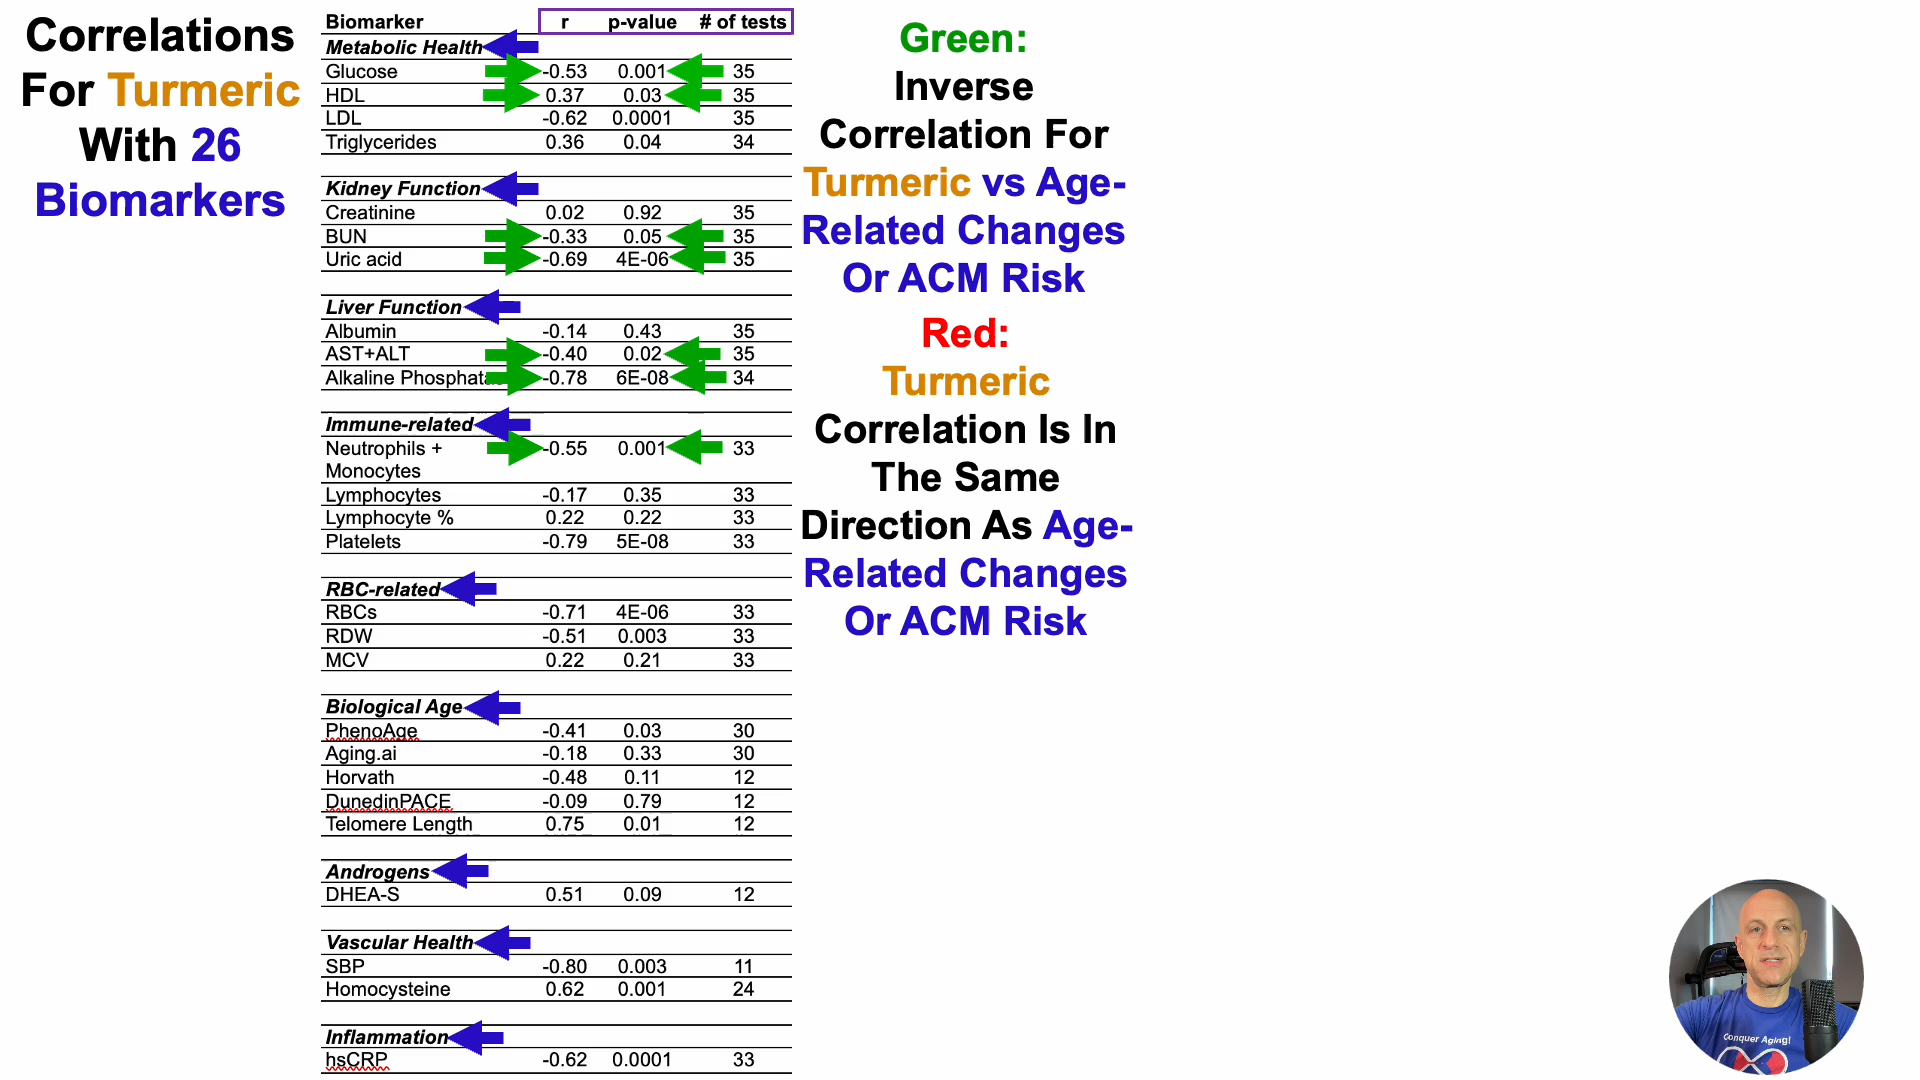 Correlations
For Turmeric
With 26
Biomarkers
Biomarker r p-value # of tests
Metabolic Health
Glucose -0.53 0.001 35
HDL 0.37 0.03 35
LDL -0.62 0.0001 35
Triglycerides 0.36 0.04 34
Kidney Function
Creatinine 0.02 0.92 35
BUN -0.33 0.05 35
Uric acid -0.69 4E-06 35
Liver Function
Albumin -0.14 0.43 35
AST+ALT -0.40 0.02 35
Alkaline Phosphata -0.78 6E-08 34
Immune-related
Neutrophils + -0.55 0.001 33
Monocytes
Lymphocytes -0.17 0.35 33
Lymphocyte % 0.22 0.22 33
Platelets -0.79 5E-08 33
RBC-related
RBCs -0.71 4E-06 33
RDW -0.51 0.003 33
MCV 0.22 0.21 33
Biological Age
PhenoAge -0.41 0.03 30
Aging.ai -0.18 0.33 30
Horvath -0.48 0.11 12
DunedinPACE -0.09 0.79 12
Telomere Length 0.75 0.01 12
Androgens
DHEA-S 0.51 0.09 12
Vascular Health
SBP -0.80 0.003 11
Homocysteine 0.62 0.001 24
Inflammation
hsCRP -0.62 0.0001 33
Green:
Inverse
Correlation For
Turmeric vs Age-
Related Changes
Or ACM Risk
Red:
Turmeric
Correlation Is In
The Same
Direction As Age-
Related Changes
Or ACM Risk
Conquer Aging!